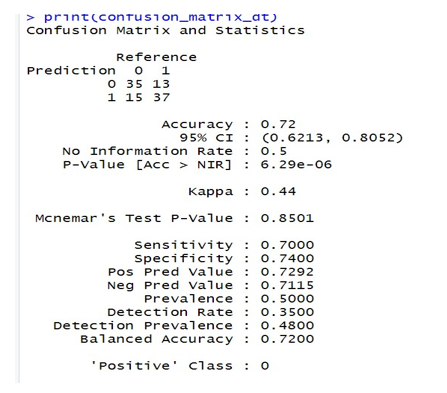 > print(confusion_matrix_dt)
Confusion Matrix and Statistics
Reference
Prediction 0 1
0 35 13
1 15 37
Accuracy : 0.72
95% CI : (0.6213, 0.8052)
No Information Rate : 0.5
P-Value [Acc > NIR] : 6.29e-06
Kappa : 0.44
Mcnemar's Test P-Value : 0.8501
Sensitivity : 0.7000
Specificity : 0.7400
Pos Pred Value : 0.7292
Neg Pred Value : 0.7115
Prevalence : 0.5000
Detection Rate : 0.3500
Detection Prevalence : 0.4800
Balanced Accuracy : 0.7200
'Positive' Class : 0